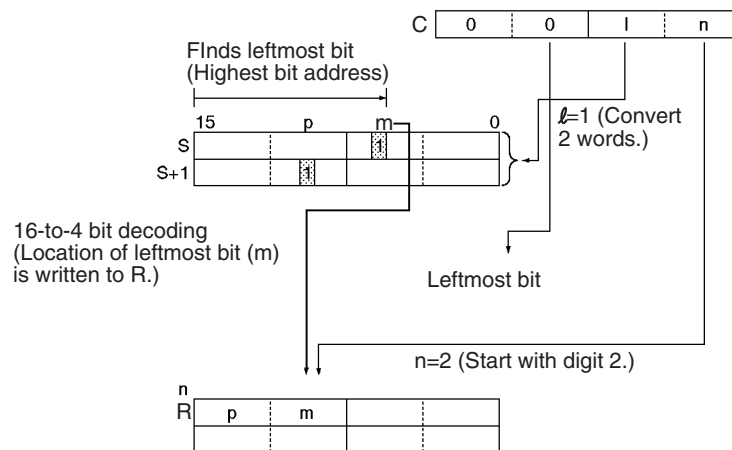 C 0 0 l n
FInds leftmost bit
(Highest bit address)
ℓ=1 (Convert
2 words.)
15 p m 0
S 1
S+1 1
16-to-4 bit decoding
(Location of leftmost bit (m)
is written to R.)
Leftmost bit
n=2 (Start with digit 2.)
n
R p m